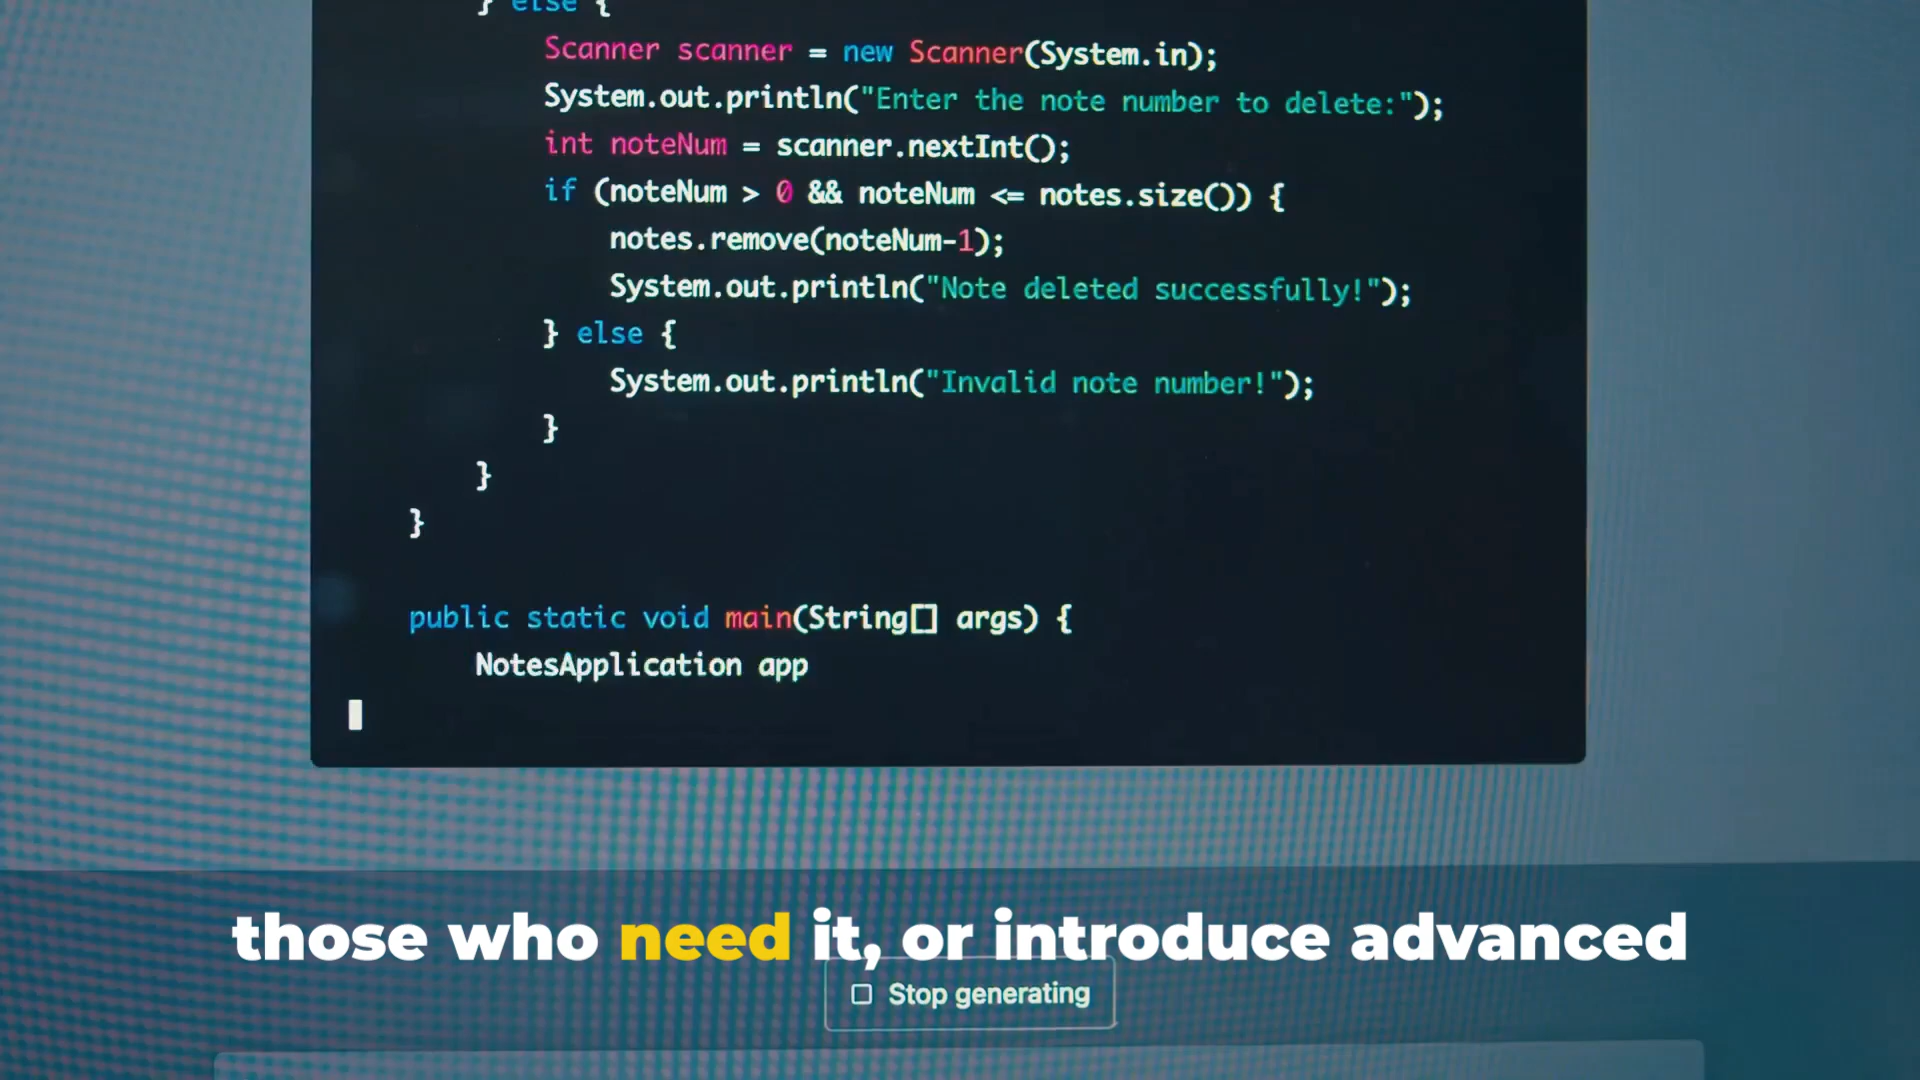 } else {
Scanner scanner = new Scanner(System.in);
System.out.println("Enter the note number to delete:");
int noteNum = scanner.nextInt();
if (noteNum > 0 && noteNum <= notes.size()) {
notes.remove(noteNum-1);
System.out.println("Note deleted successfully!");
} else {
System.out.println("Invalid note number!");
}
}
}
public static void main(String[] args) {
NotesApplication app
those who need it, or introduce advanced
Stop generating